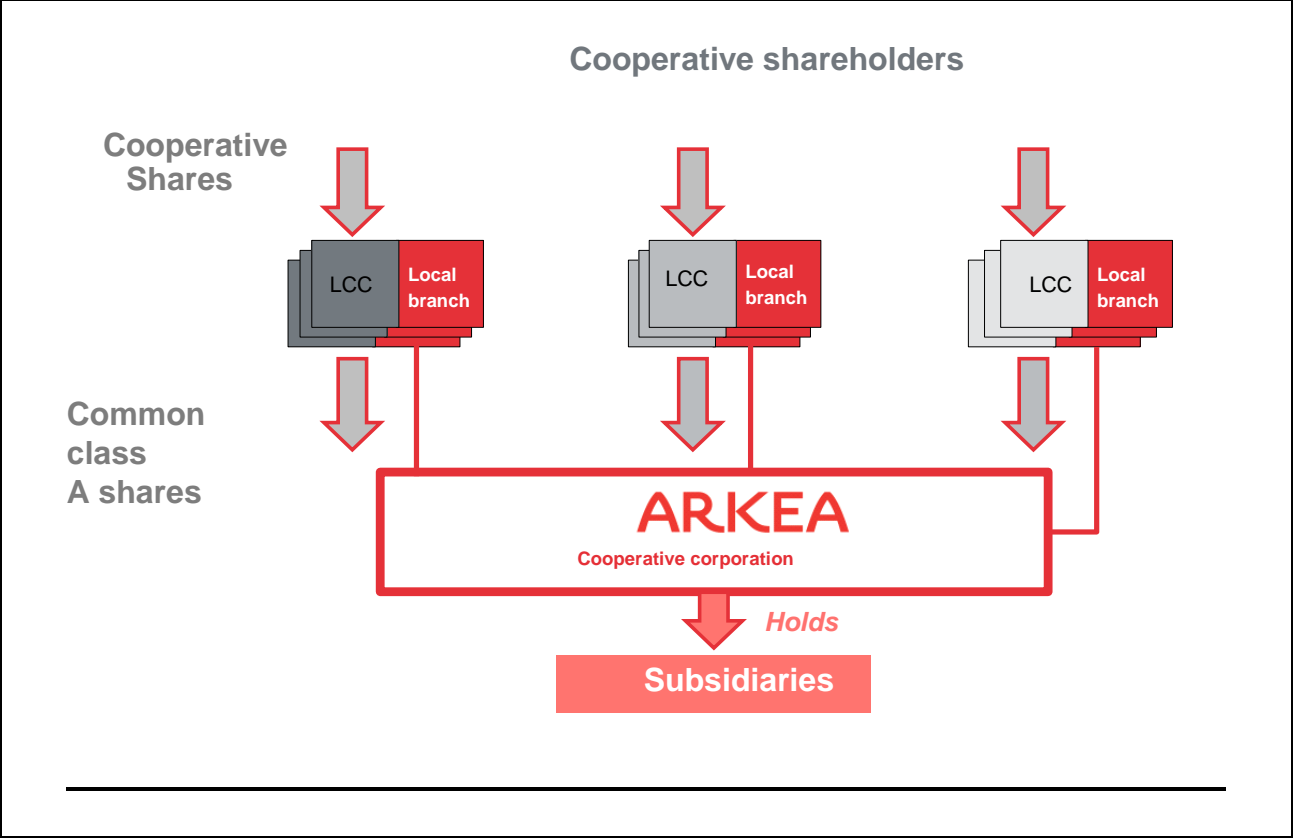 Cooperative shareholders
Cooperative
Shares
LCC
Local
branch
LCC
Local
branch
LCC
Local
branch
Common
class
A shares
ARKEA
Cooperative corporation
Holds
Subsidiaries